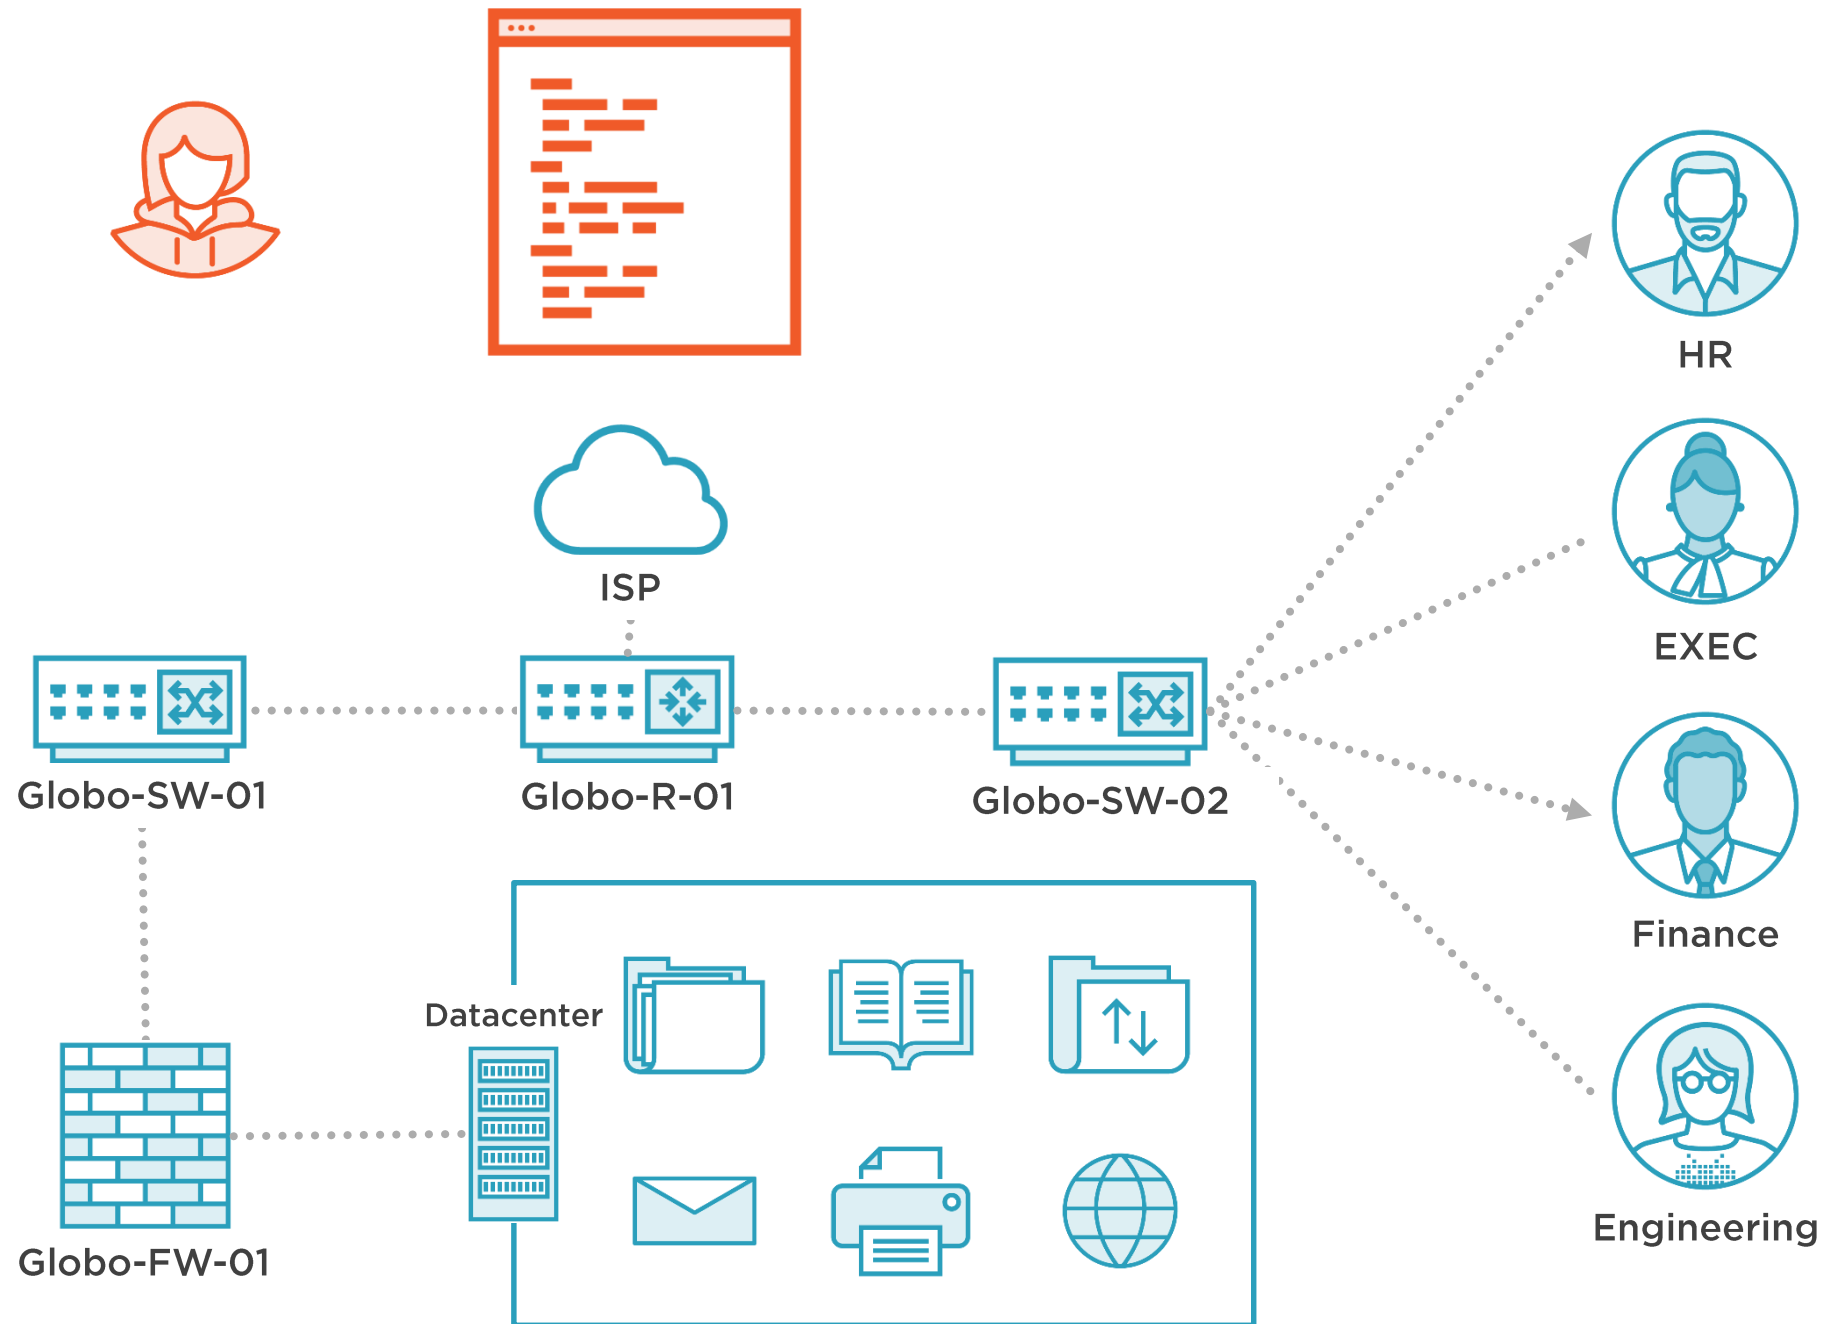 HR
ISP
EXEC
Globo-SW-01
Globo-R-01
Globo-SW-02
Finance
Datacenter
Engineering
Globo-FW-01